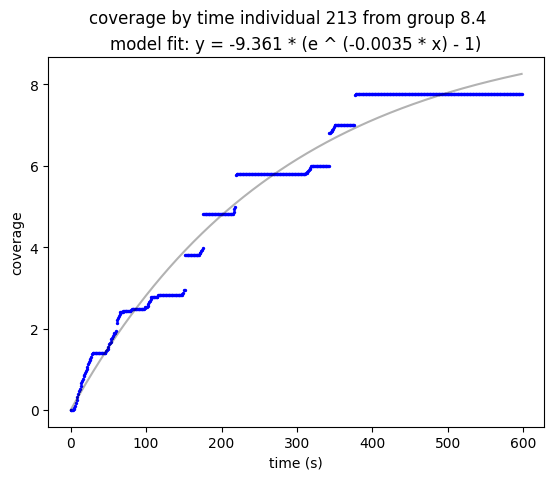 coverage by time individual 213 from group 8.4
model fit: y = -9.361 * (e ^ (-0.0035 * x) - 1)
8
6
4
2
0
coverage
0 100 200 300 400 500 600
time (s)